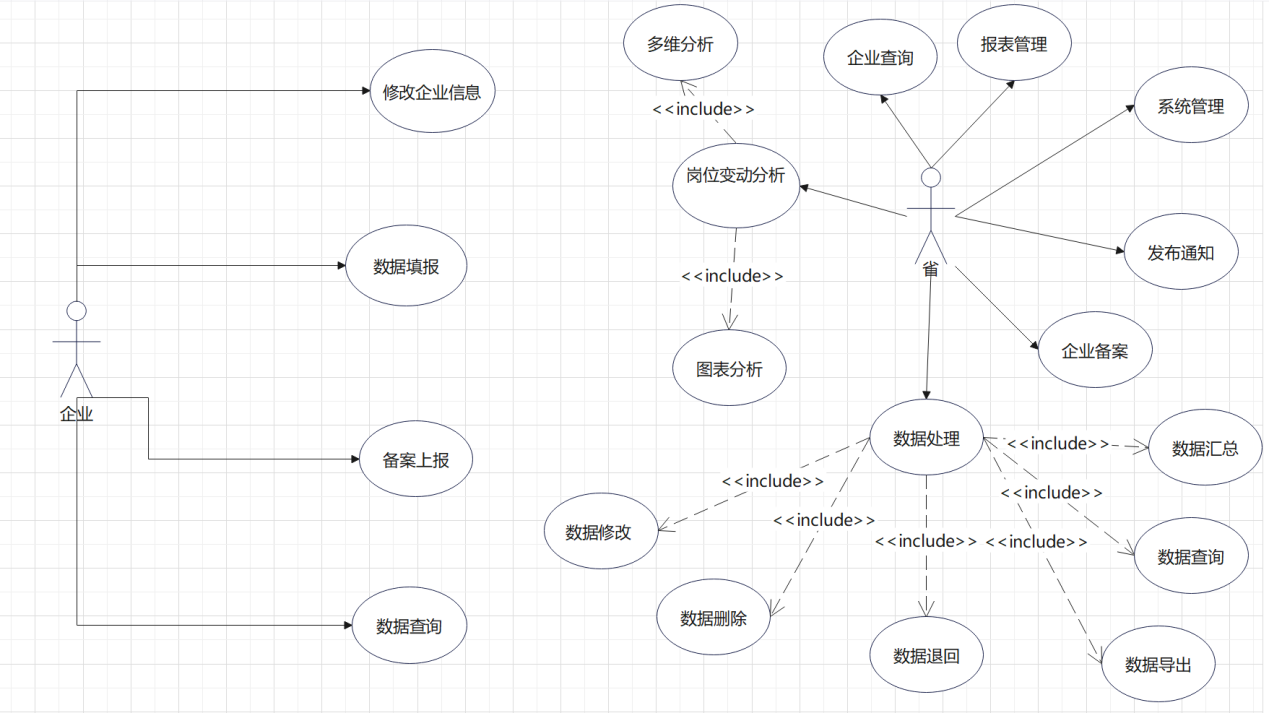 多维分析
企业查询
报表管理
修改企业信息
<<include>>
系统管理
岗位变动分析
数据填报
<<include>>
省
发布通知
图表分析
企业备案
企业
备案上报
数据处理
<<include>>
数据汇总
<<include>>
<<include>>
数据修改
<<include>>
<<include>>
<<include>>
数据查询
数据查询
数据删除
数据退回
数据导出